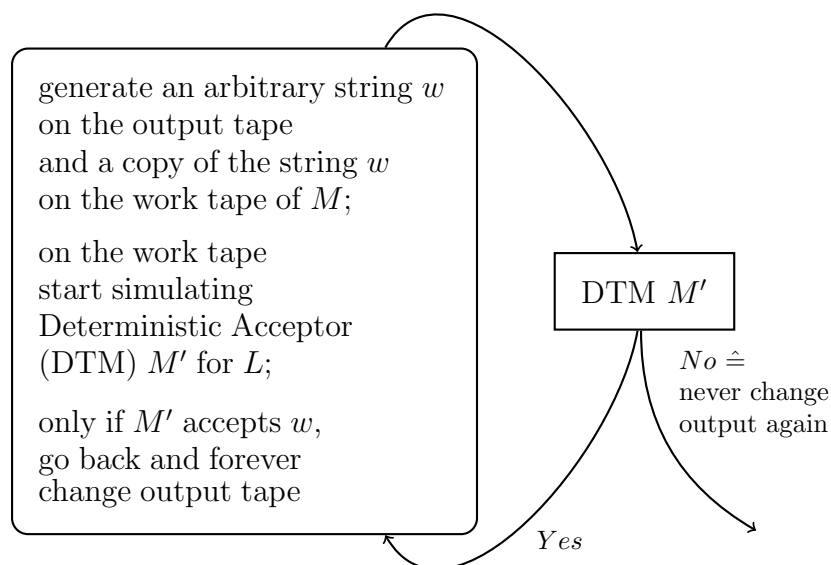 generate an arbitrary string w
on the output tape
and a copy of the string w
on the work tape of M;
on the work tape
start simulating
Deterministic Acceptor
(DTM) M′ for L;
only if M′ accepts w,
go back and forever
change output tape
DTM M′
No ≙
never change
output again
Yes